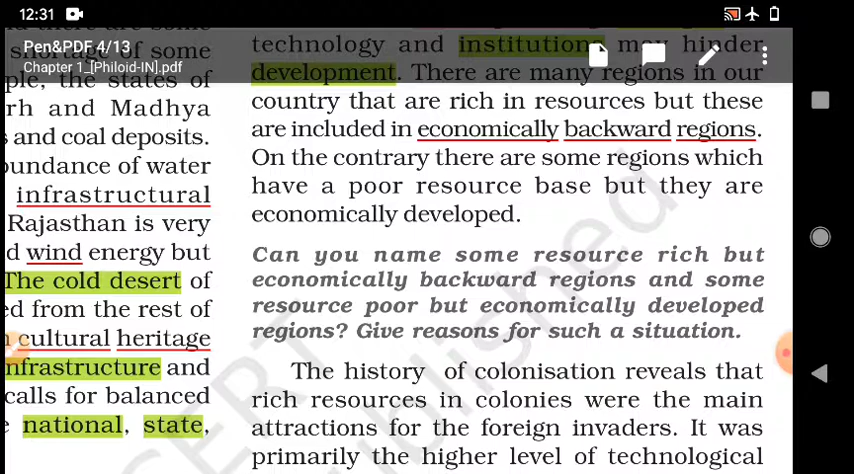 12:31
Pen&PDF 4/13
Chapter 1_[Philoid-IN].pdf
shortage of some
ple, the states of
rh and Madhya
s and coal deposits.
oundance of water
infrastructural
Rajasthan is very
d wind energy but
The cold desert of
ed from the rest of
n cultural heritage
nfrastructure and
calls for balanced
e national, state,
technology and institutions may hinder
development. There are many regions in our
country that are rich in resources but these
are included in economically backward regions.
On the contrary there are some regions which
have a poor resource base but they are
economically developed.
Can you name some resource rich but
economically backward regions and some
resource poor but economically developed
regions? Give reasons for such a situation.
The history of colonisation reveals that
rich resources in colonies were the main
attractions for the foreign invaders. It was
primarily the higher level of technological